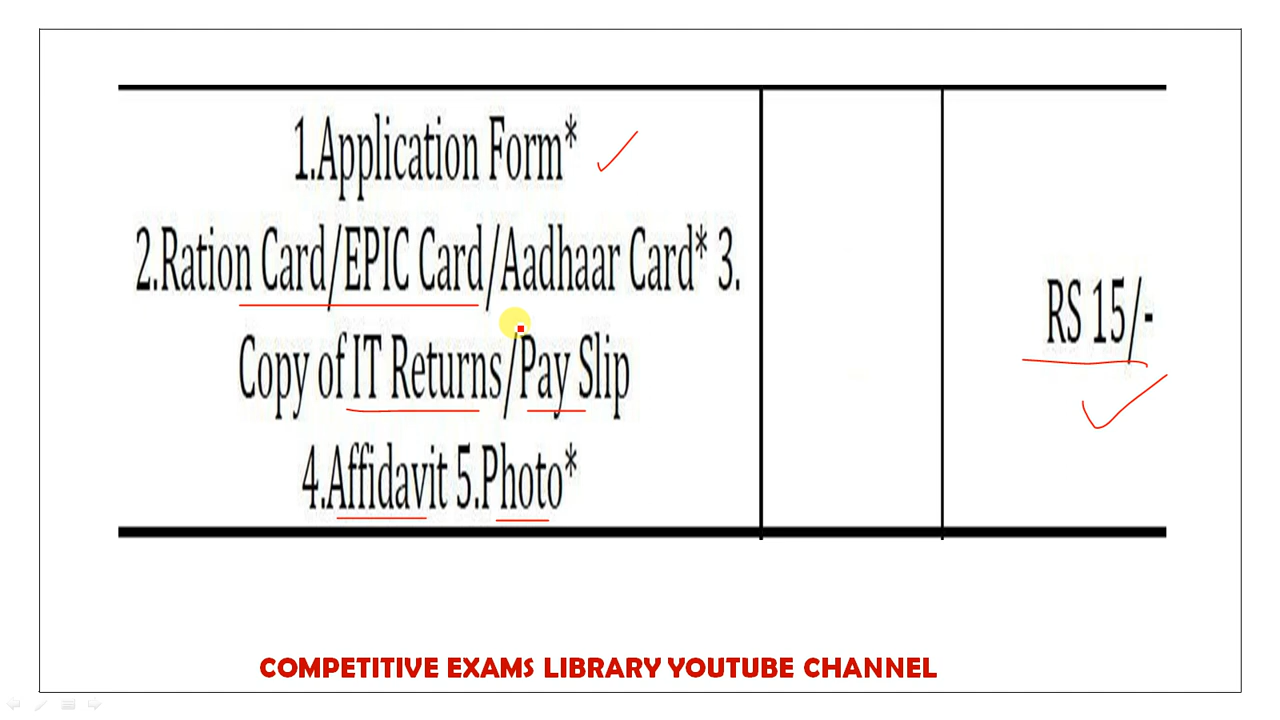 1.Application Form*
2.Ration Card/EPIC Card/Aadhaar Card* 3.
Copy of IT Returns/Pay Slip
4.Affidavit 5.Photo*
RS 15/-
COMPETITIVE EXAMS LIBRARY YOUTUBE CHANNEL